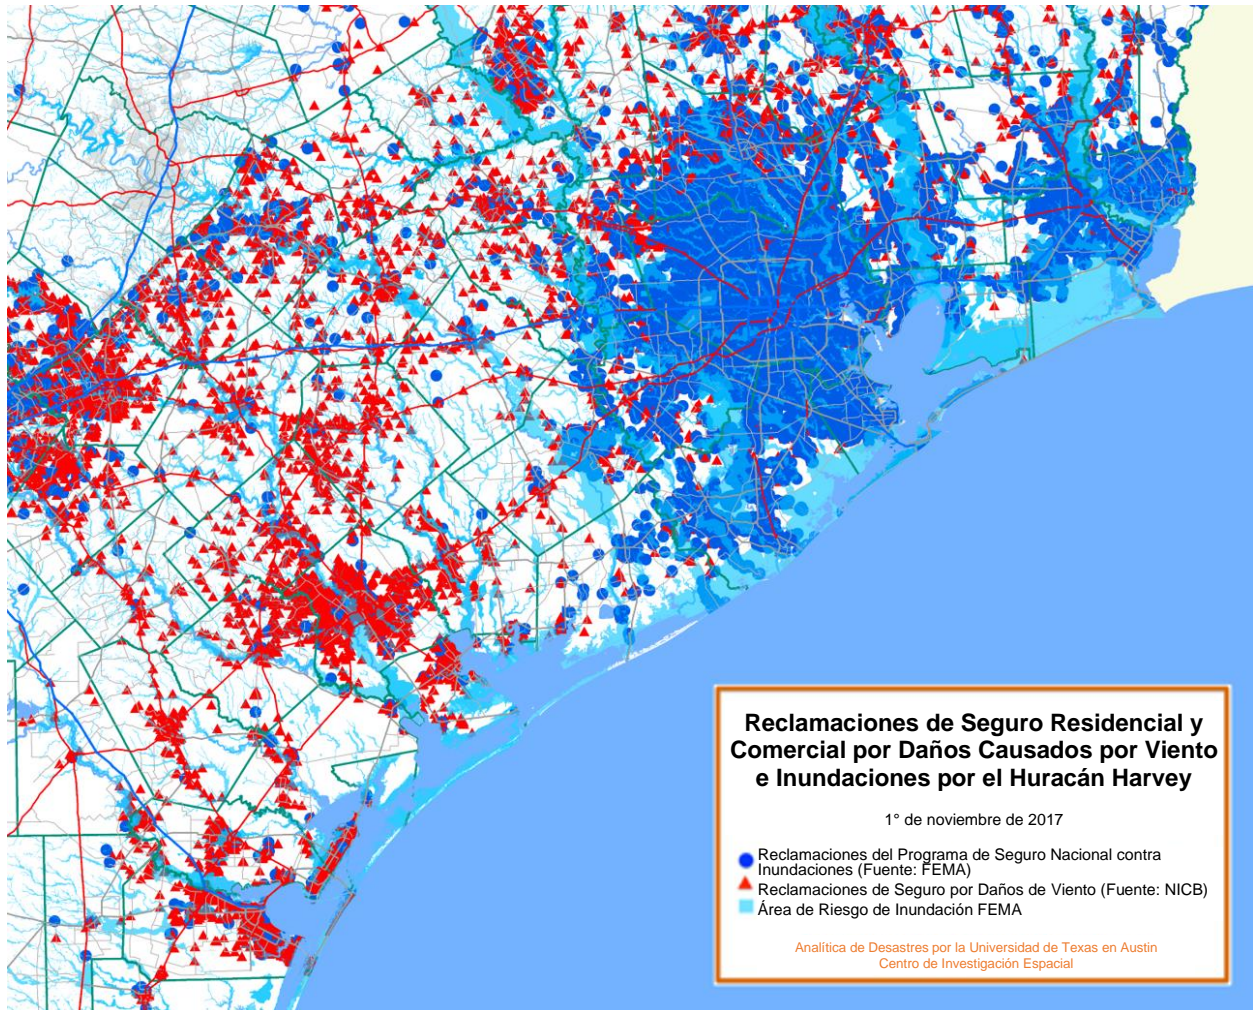 Reclamaciones de Seguro Residencial y
Comercial por Daños Causados por Viento
e Inundaciones por el Huracán Harvey
1° de noviembre de 2017
Reclamaciones del Programa de Seguro Nacional contra
Inundaciones (Fuente: FEMA)
Reclamaciones de Seguro por Daños de Viento (Fuente: NICB)
Área de Riesgo de Inundación FEMA
Analítica de Desastres por la Universidad de Texas en Austin
Centro de Investigación Espacial